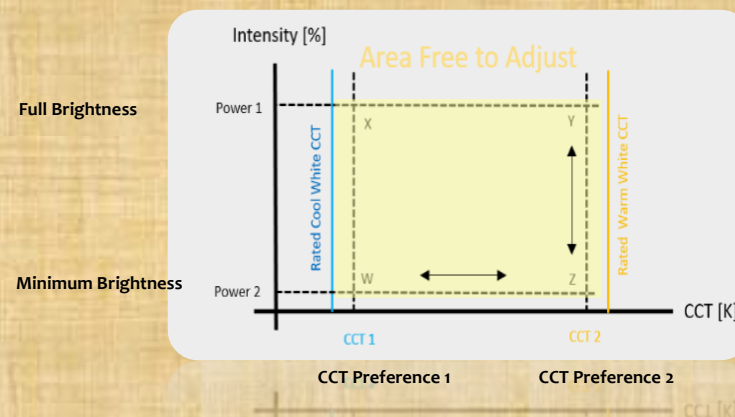 Intensity [%]
Area Free to Adjust
Full Brightness
Power 1
X
Y
Rated Cool White CCT
Rated Warm White CCT
W
Z
Minimum Brightness
Power 2
CCT [K]
CCT 1
CCT 2
CCT Preference 1
CCT Preference 2